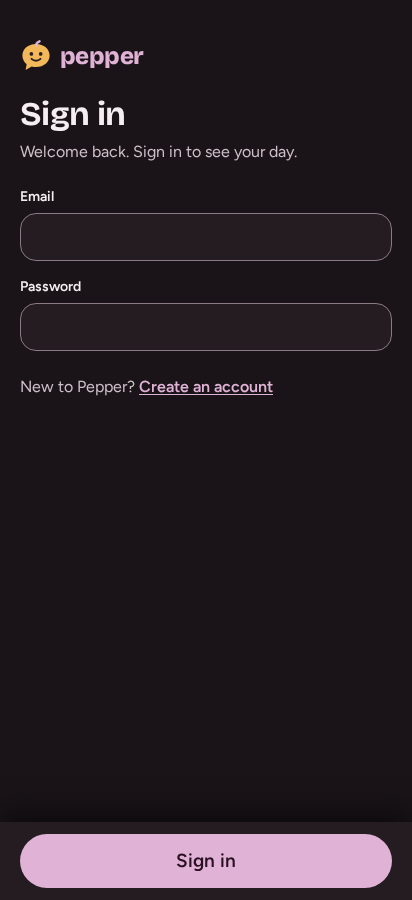 pepper
Sign in
Welcome back. Sign in to see your day.
Email
Password
New to Pepper? Create an account
Sign in